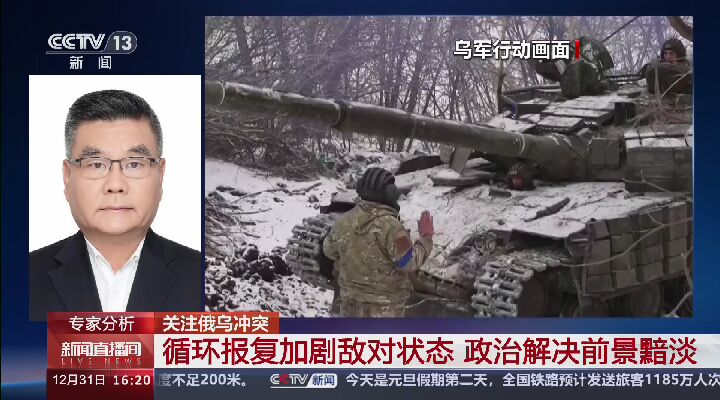 CCTV 13
新闻
乌军行动画面
专家分析
关注俄乌冲突
新闻直播间
LIVE NEWS
循环报复加剧敌对状态 政治解决前景黯淡
12月31日 16:20
度不足200米。 CCTV 新闻 今天是元旦假期第二天，全国铁路预计发送旅客1185万人次